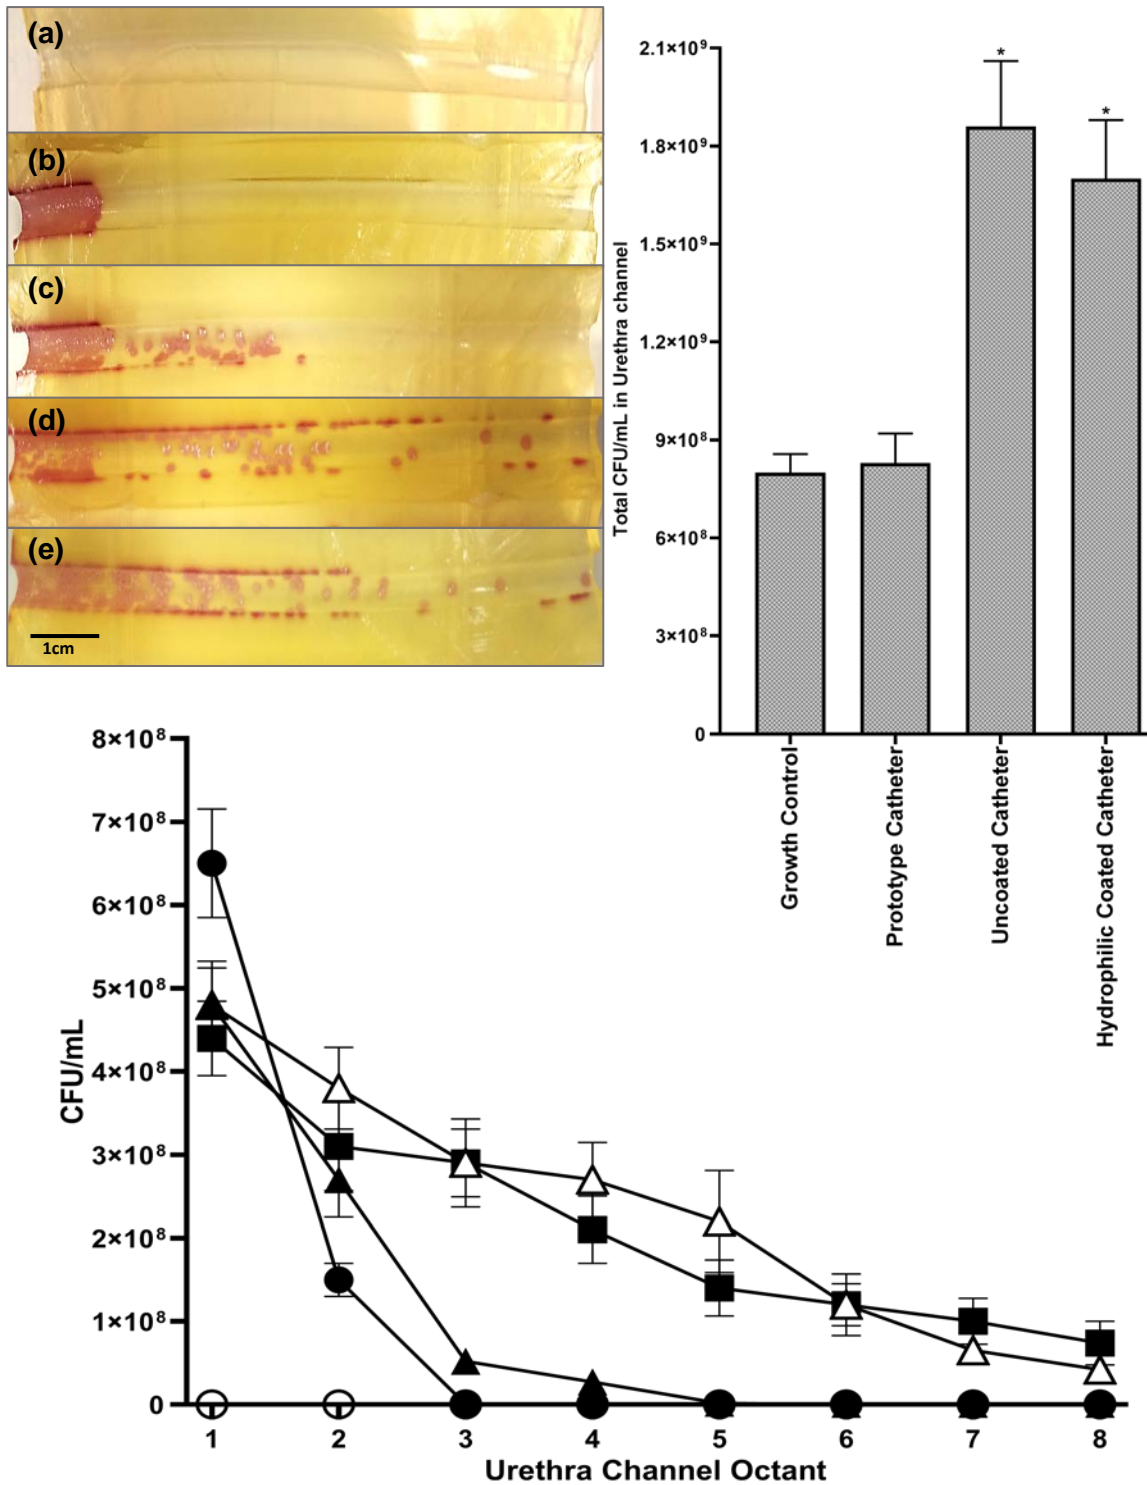 (a)
(b)
(c)
(d)
(e)
1cm
Total CFU/mL in Urethra channel
2.1×10⁹
1.8×10⁹
1.5×10⁹
1.2×10⁹
9×10⁸
6×10⁸
3×10⁸
0
*
*
Growth Control
Prototype Catheter
Uncoated Catheter
Hydrophilic Coated Catheter
CFU/mL
8×10⁸
7×10⁸
6×10⁸
5×10⁸
4×10⁸
3×10⁸
2×10⁸
1×10⁸
0
1 2 3 4 5 6 7 8
Urethra Channel Octant